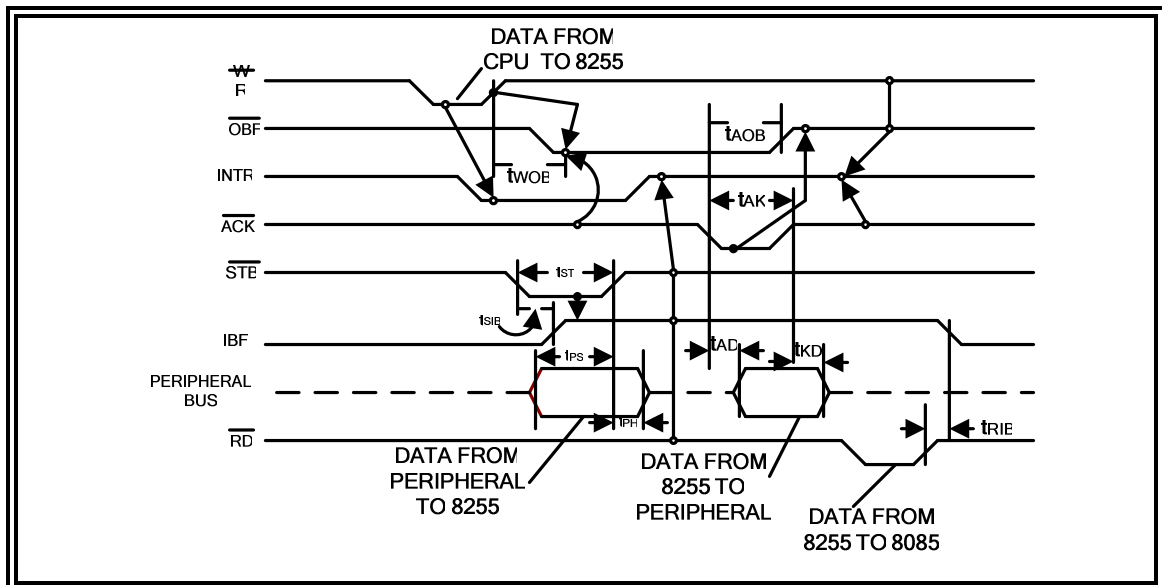 DATA FROM
CPU TO 8255
W
R
OBF
tAOB
INTR
tWOB
tAK
ACK
STB
tST
tSIB
IBF
tAD
tKD
tPS
PERIPHERAL
BUS
tPH
RD
tRIB
DATA FROM
PERIPHERAL
TO 8255
DATA FROM
8255 TO
PERIPHERAL
DATA FROM
8255 TO 8085